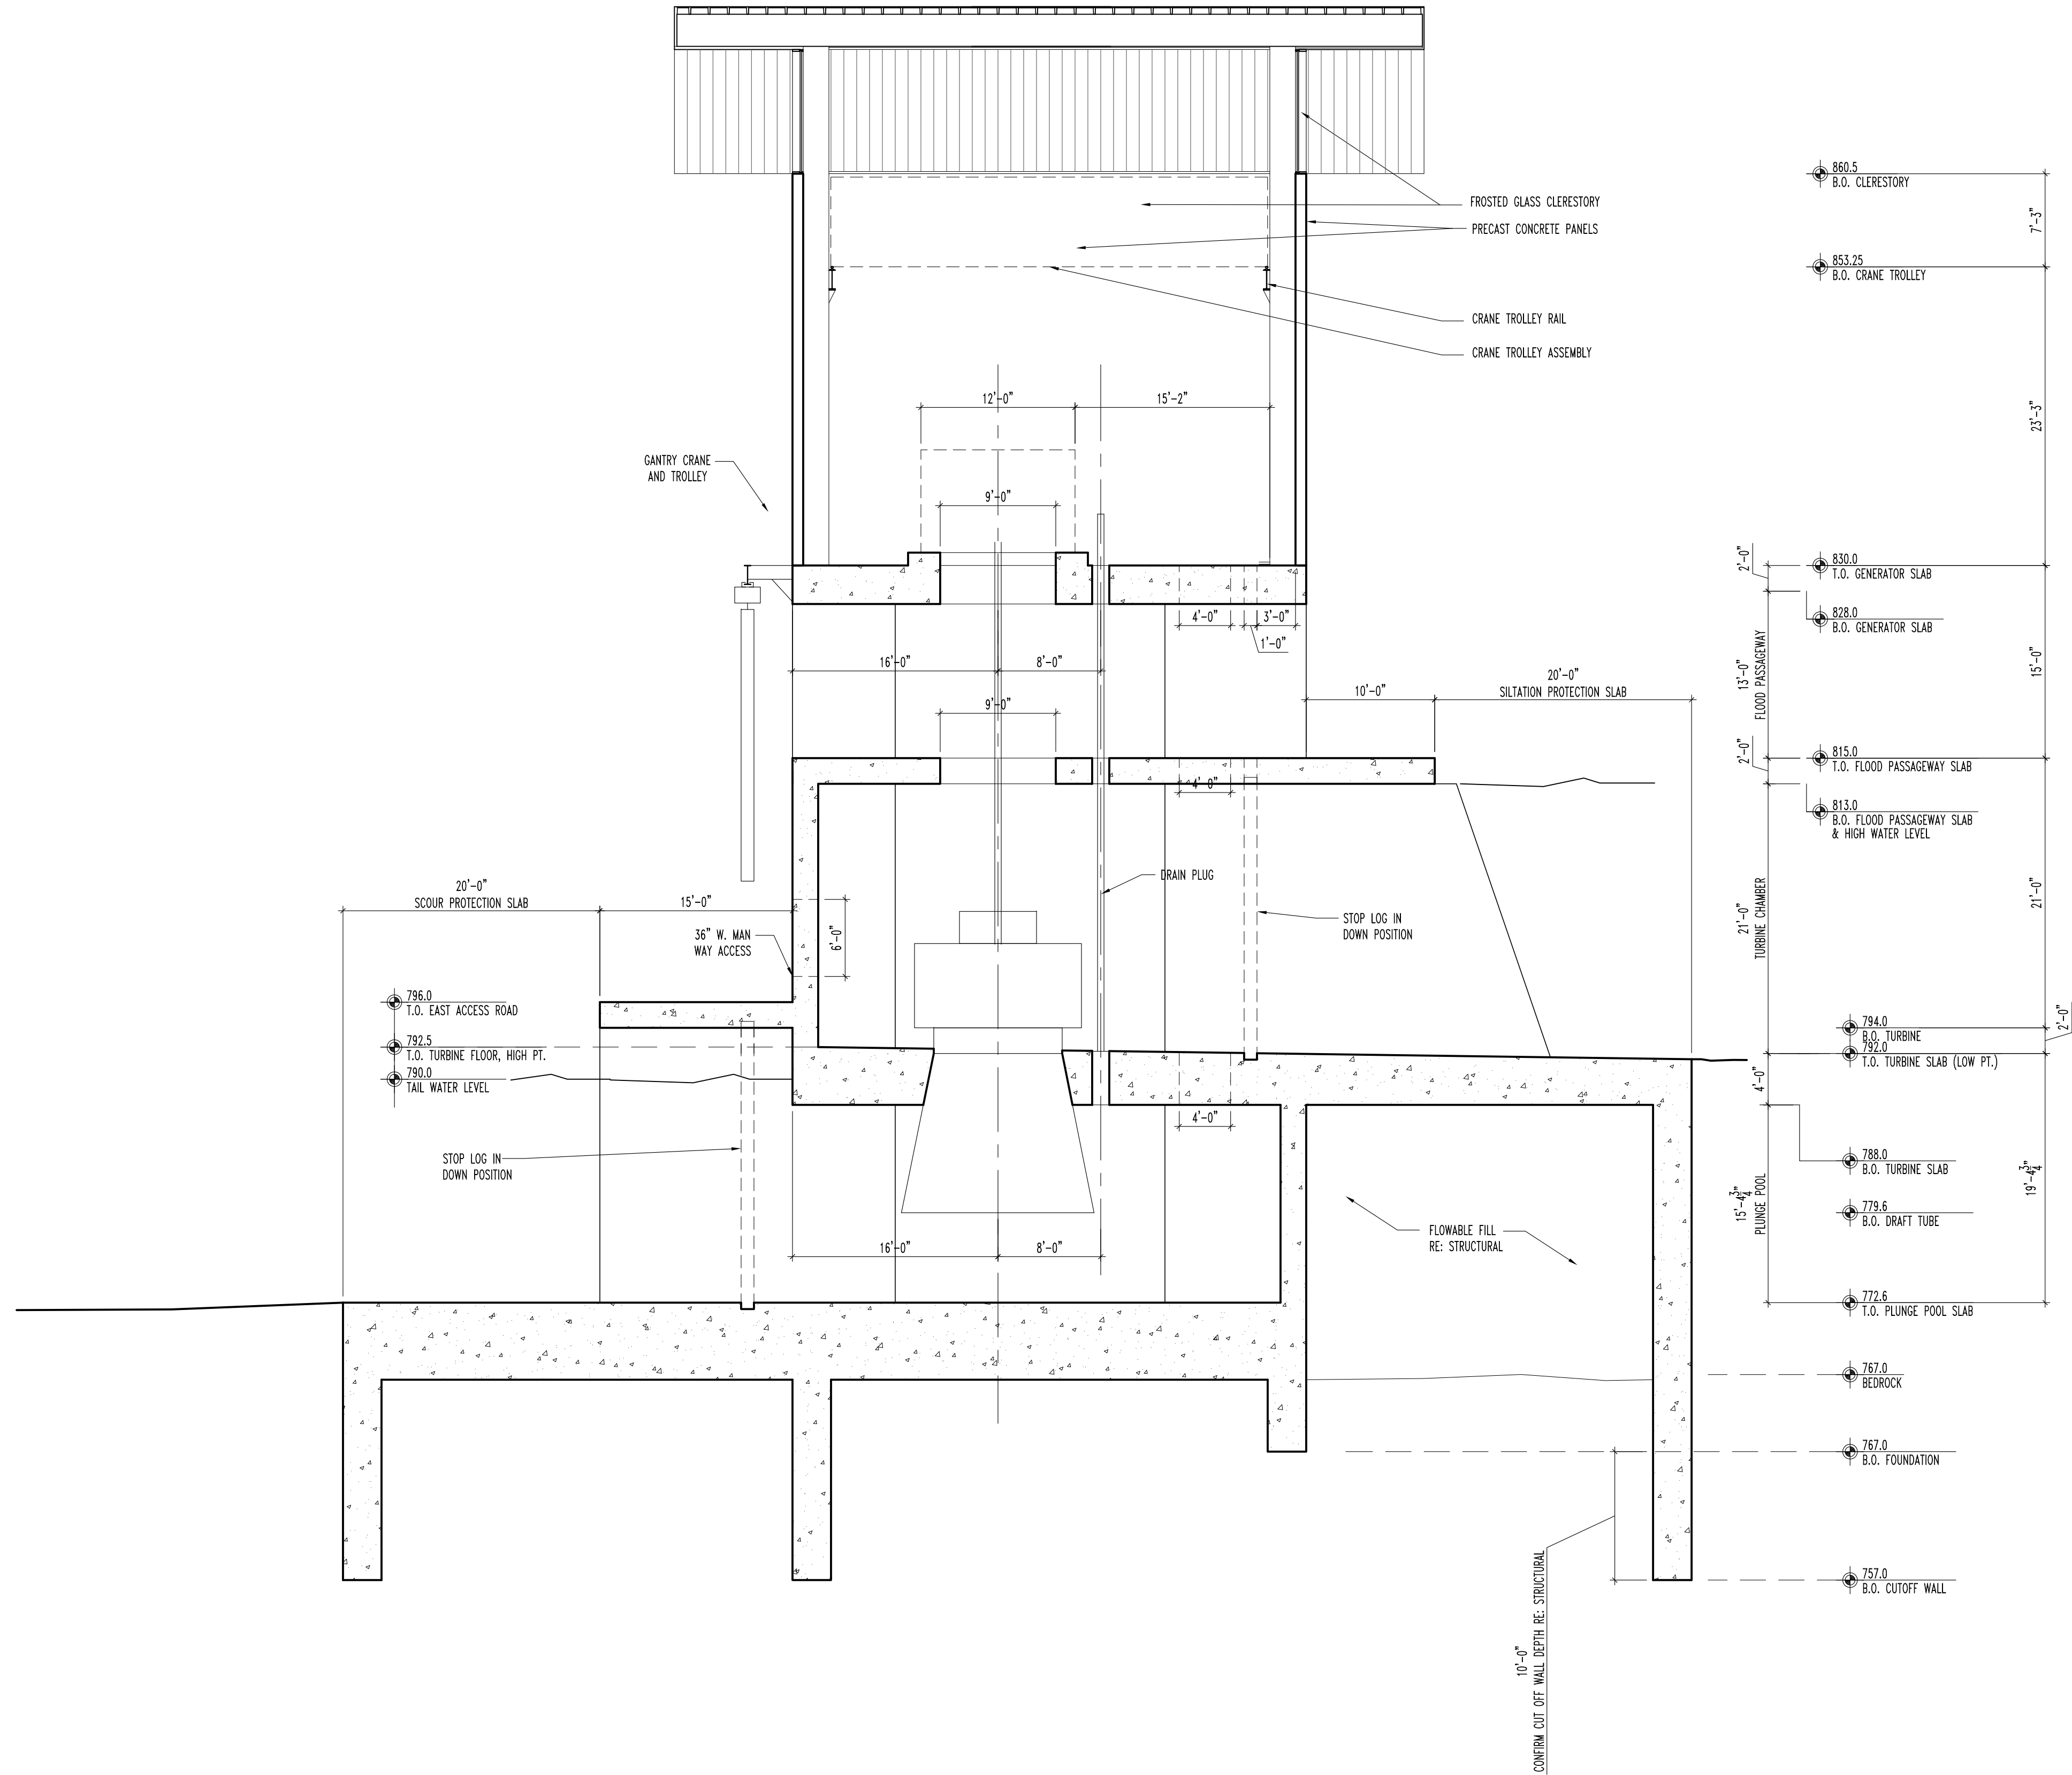 860.5
B.O. CLERESTORY
7'-3"
FROSTED GLASS CLERESTORY
PRECAST CONCRETE PANELS
853.25
B.O. CRANE TROLLEY
CRANE TROLLEY RAIL
CRANE TROLLEY ASSEMBLY
12'-0"
15'-2"
23'-3"
GANTRY CRANE
AND TROLLEY
9'-0"
2'-0"
830.0
T.O. GENERATOR SLAB
828.0
B.O. GENERATOR SLAB
4'-0"
3'-0"
1'-0"
16'-0"
8'-0"
13'-0"
FLOOD PASSAGEWAY
15'-0"
20'-0"
SILTATION PROTECTION SLAB
10'-0"
9'-0"
2'-0"
815.0
T.O. FLOOD PASSAGEWAY SLAB
4'-0"
813.0
B.O. FLOOD PASSAGEWAY SLAB
& HIGH WATER LEVEL
DRAIN PLUG
20'-0"
SCOUR PROTECTION SLAB
15'-0"
21'-0"
TURBINE CHAMBER
21'-0"
STOP LOG IN
DOWN POSITION
36" W. MAN
WAY ACCESS
6'-0"
796.0
T.O. EAST ACCESS ROAD
794.0
B.O. TURBINE
2'-0"
792.5
T.O. TURBINE FLOOR, HIGH PT.
792.0
T.O. TURBINE SLAB (LOW PT.)
790.0
TAIL WATER LEVEL
4'-0"
4'-0"
STOP LOG IN
DOWN POSITION
788.0
B.O. TURBINE SLAB
15'-4 3/4"
PLUNGE POOL
19'-4 3/4"
779.6
B.O. DRAFT TUBE
FLOWABLE FILL
RE: STRUCTURAL
16'-0"
8'-0"
772.6
T.O. PLUNGE POOL SLAB
767.0
BEDROCK
767.0
B.O. FOUNDATION
757.0
B.O. CUTOFF WALL
10'-0"
CONFIRM CUT OFF WALL DEPTH RE: STRUCTURAL